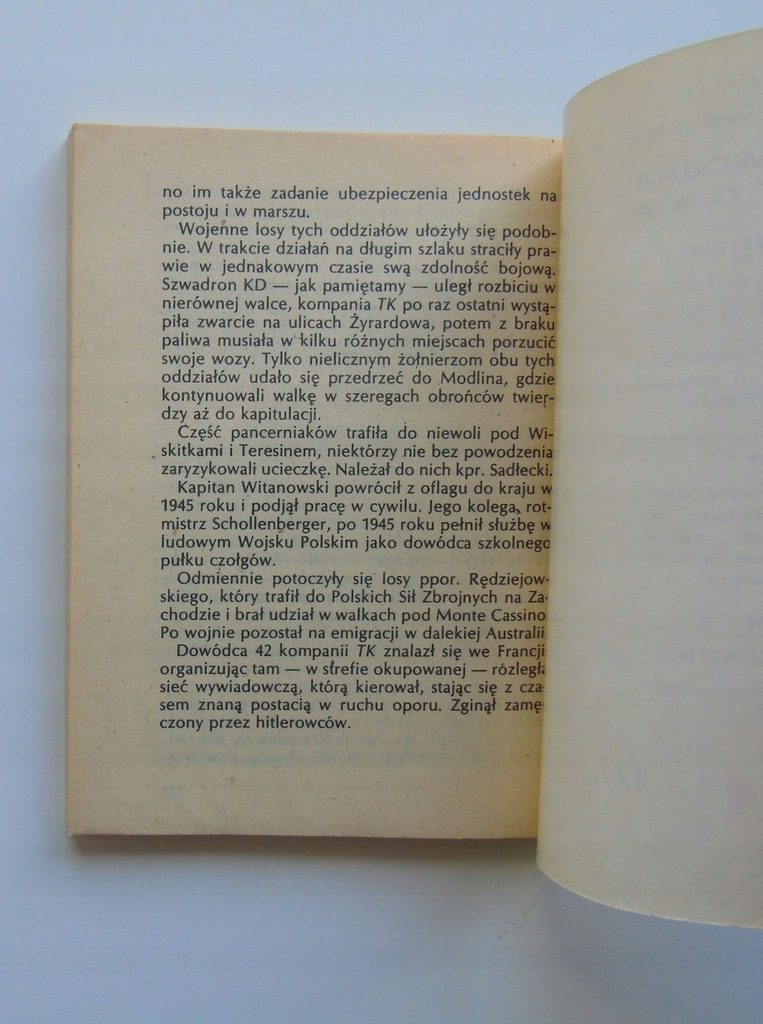 no im także zadanie ubezpieczenia jednostek na
postoju i w marszu.
Wojenne losy tych oddziałów ułożyły się podob-
nie. W trakcie działań na długim szlaku straciły pra-
wie w jednakowym czasie swą zdolność bojową.
Szwadron KD — jak pamiętamy — uległ rozbiciu w
nierównej walce, kompania TK po raz ostatni wystą-
piła zwarcie na ulicach Żyrardowa, potem z braku
paliwa musiała w kilku różnych miejscach porzucić
swoje wozy. Tylko nielicznym żołnierzom obu tych
oddziałów udało się przedrzeć do Modlina, gdzie
kontynuowali walkę w szeregach obrońców twier-
dzy aż do kapitulacji.
Część pancerniaków trafiła do niewoli pod Wi-
skitkami i Teresinem, niektórzy nie bez powodzenia
zaryzykowali ucieczkę. Należał do nich kpr. Sadłecki.
Kapitan Witanowski powrócił z oflagu do kraju w
1945 roku i podjął pracę w cywilu. Jego kolega, rot-
mistrz Schollenberger, po 1945 roku pełnił służbę w
ludowym Wojsku Polskim jako dowódca szkolnego
pułku czołgów.
Odmiennie potoczyły się losy ppor. Rędziejow-
skiego, który trafił do Polskich Sił Zbrojnych na Za-
chodzie i brał udział w walkach pod Monte Cassino
Po wojnie pozostał na emigracji w dalekiej Australii
Dowódca 42 kompanii TK znalazł się we Francji
organizując tam — w strefie okupowanej — rozległą
sieć wywiadowczą, którą kierował, stając się z cza-
sem znaną postacią w ruchu oporu. Zginął zamę
czony przez hitlerowców.